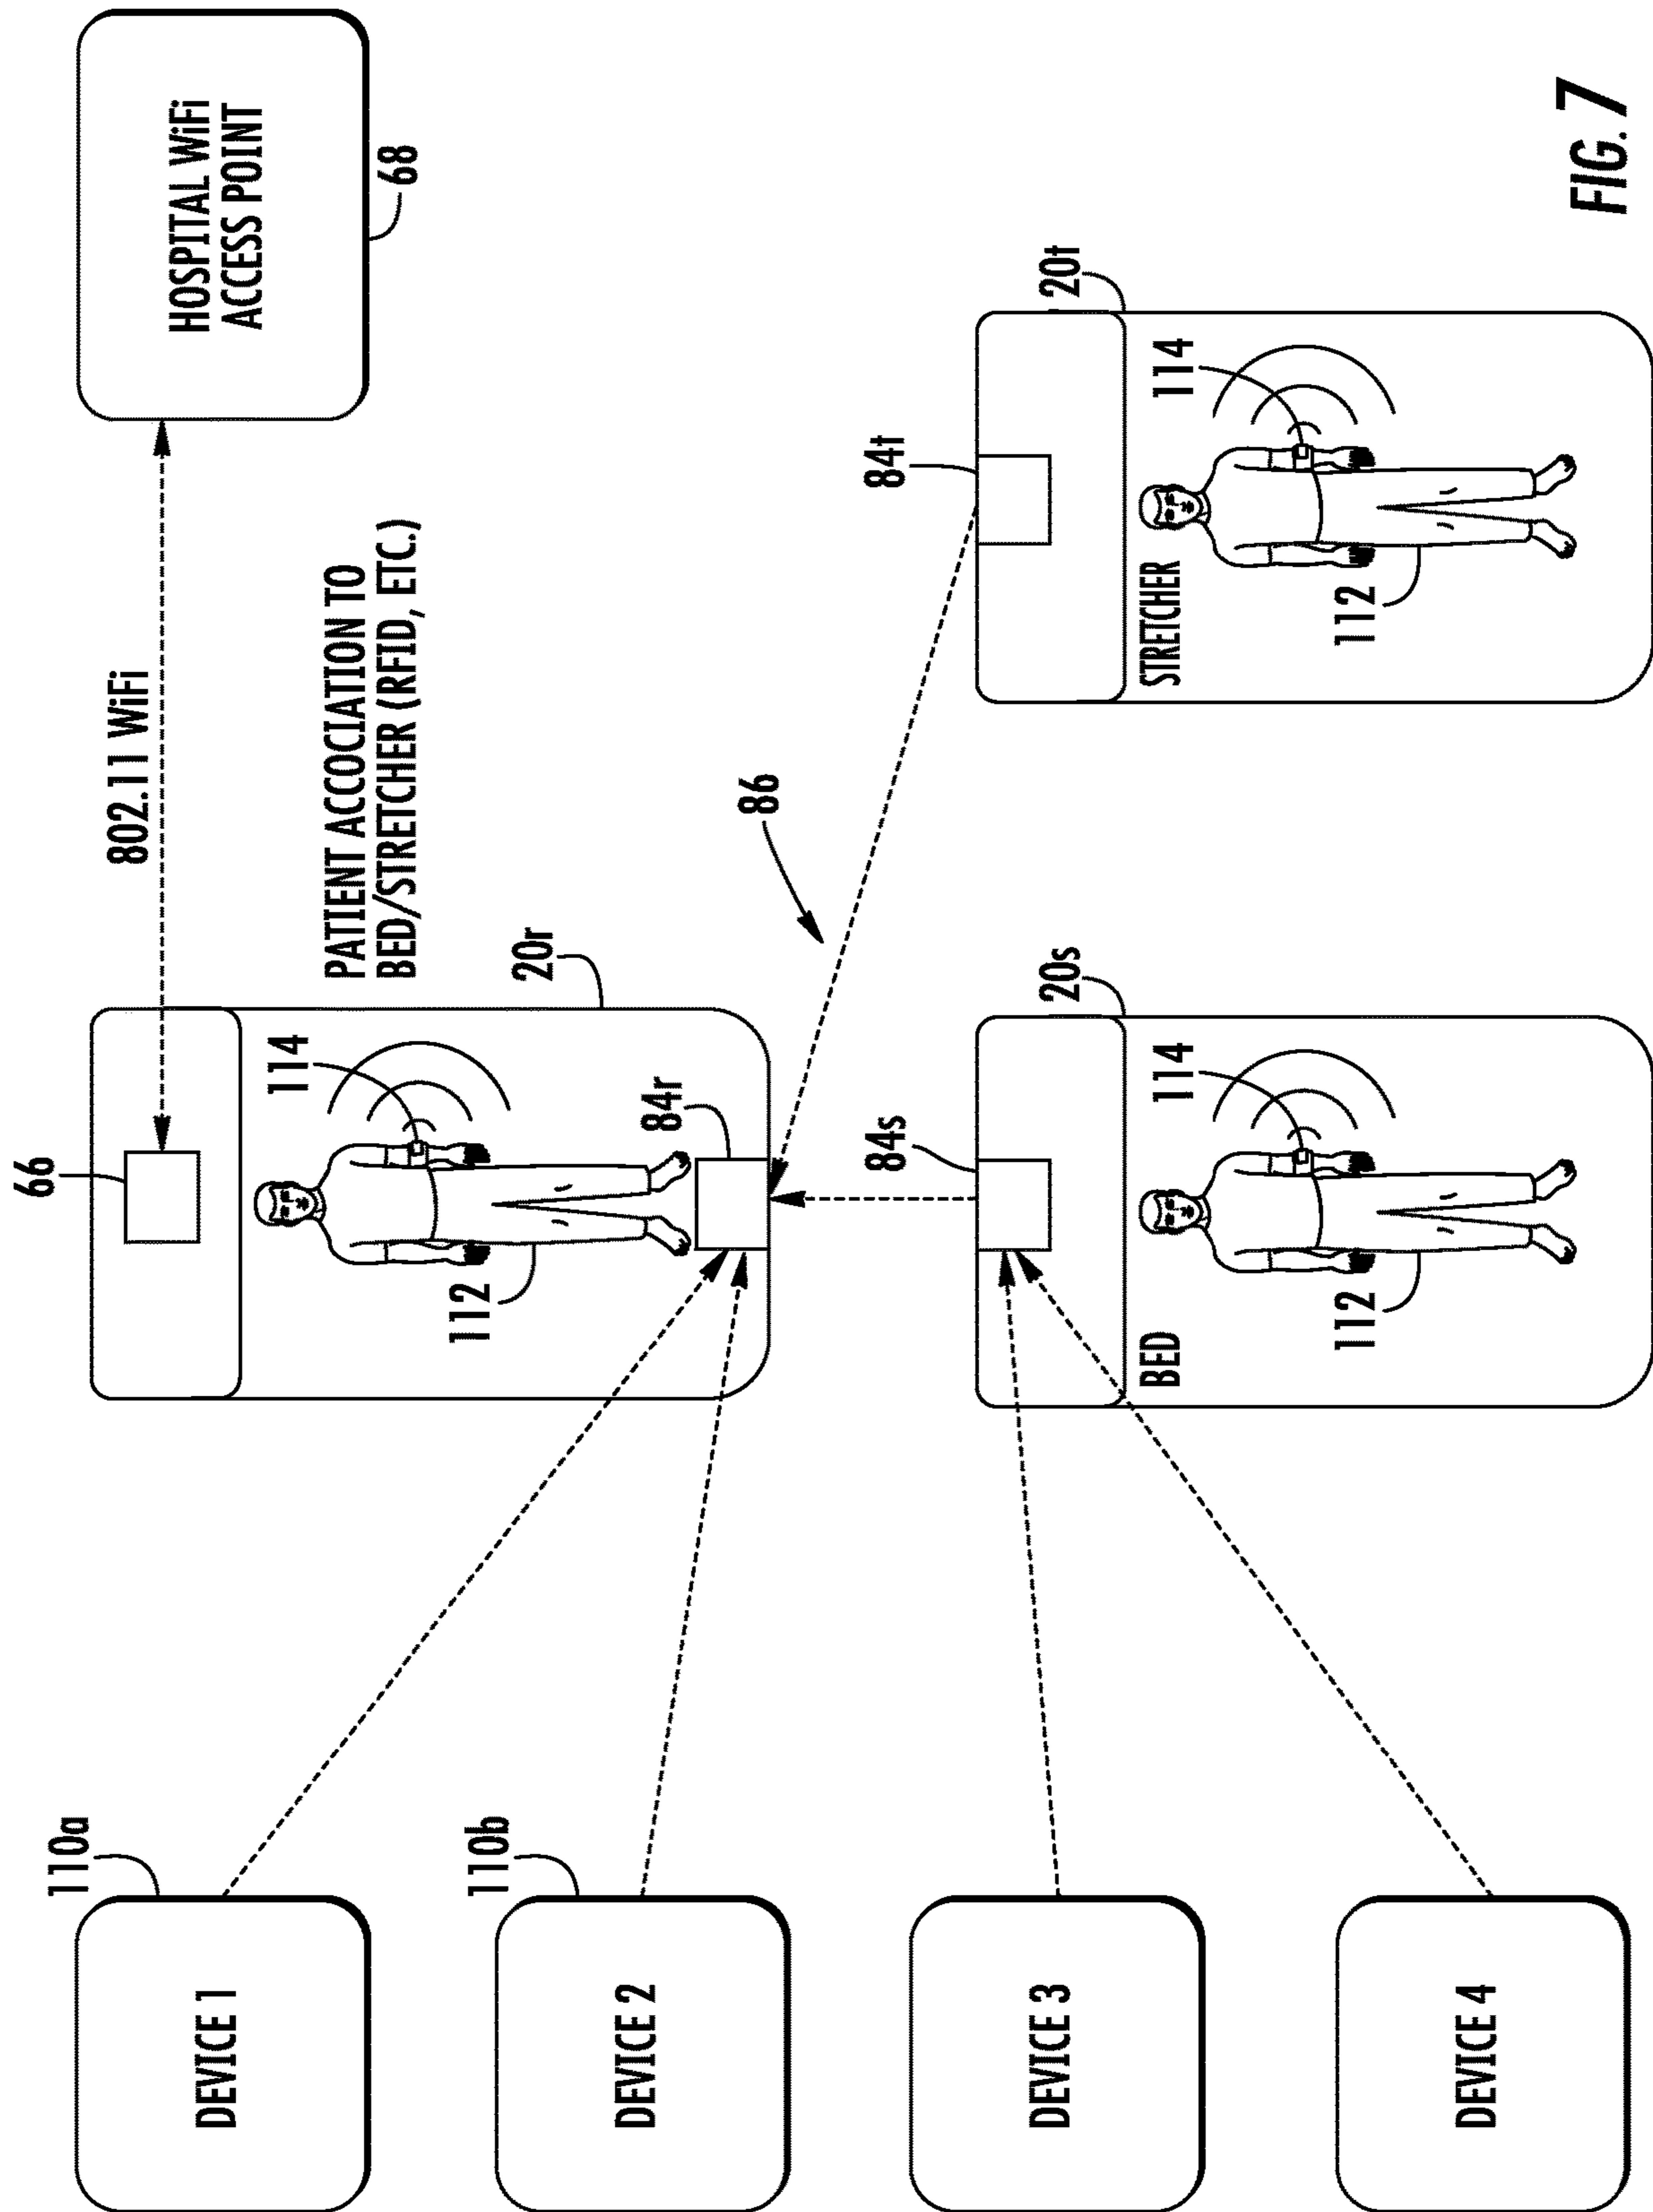 66
802.11 WiFi
HOSPITAL WiFi
ACCESS POINT
68
110a
DEVICE 1
114
112
84r
20r
PATIENT ACCOCIATION TO
BED/STRETCHER (RFID, ETC.)
110b
DEVICE 2
86
84s
84t
20s
20t
DEVICE 3
BED
114
112
STRETCHER
114
112
DEVICE 4
FIG. 7